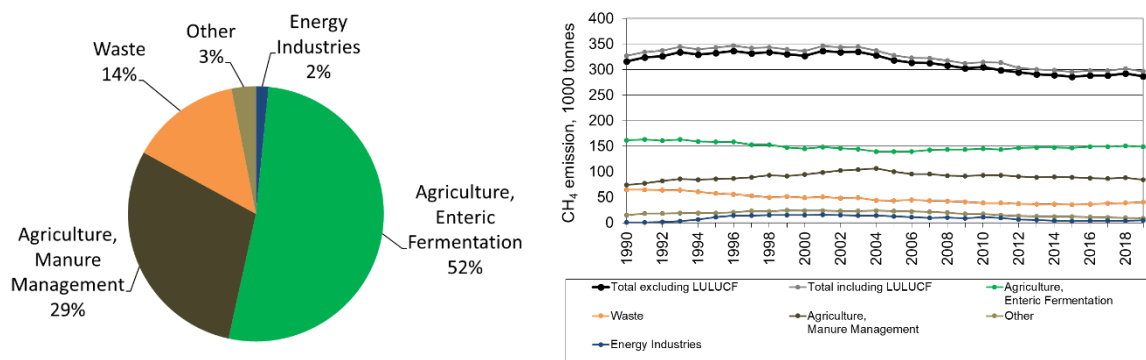 Energy
Industries
2%
Other
3%
Waste
14%
Agriculture,
Enteric
Fermentation
52%
Agriculture,
Manure
Management
29%
CH₄ emission, 1000 tonnes
400
350
300
250
200
150
100
50
0
1990
1992
1994
1996
1998
2000
2002
2004
2006
2008
2010
2012
2014
2016
2018
Total excluding LULUCF
Total including LULUCF
Agriculture,
Enteric Fermentation
Waste
Agriculture,
Manure Management
Other
Energy Industries